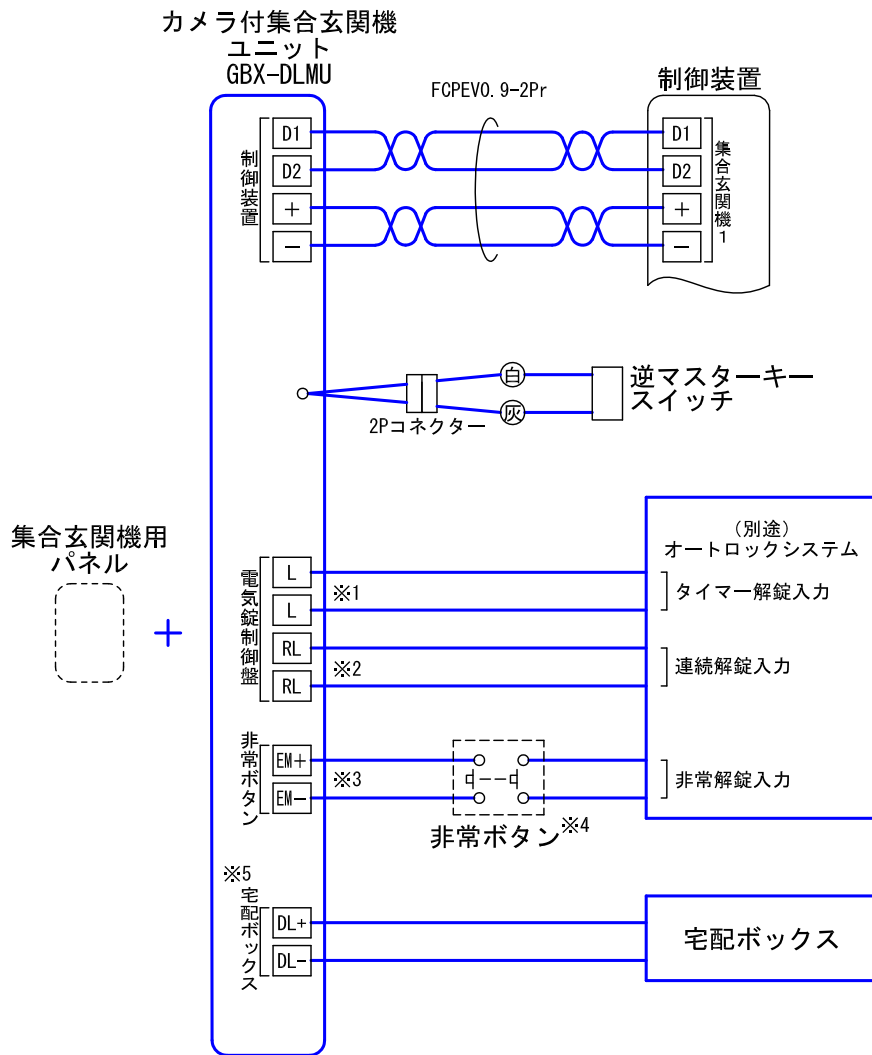 カメラ付集合玄関機
ユニット
GBX-DLMU
FCPEV0.9-2Pr
制御装置
制御装置
D1
D2
+
−
D1
D2
+
−
集合玄関機1
白
灰
2Pコネクター
逆マスターキー
スイッチ
集合玄関機用
パネル
+
電気錠制御盤
L
L
RL
RL
※1
※2
(別途)
オートロックシステム
タイマー解錠入力
連続解錠入力
非常解錠入力
非常ボタン
EM+
EM−
※3
非常ボタン※4
※5
宅配ボックス
DL+
DL−
宅配ボックス